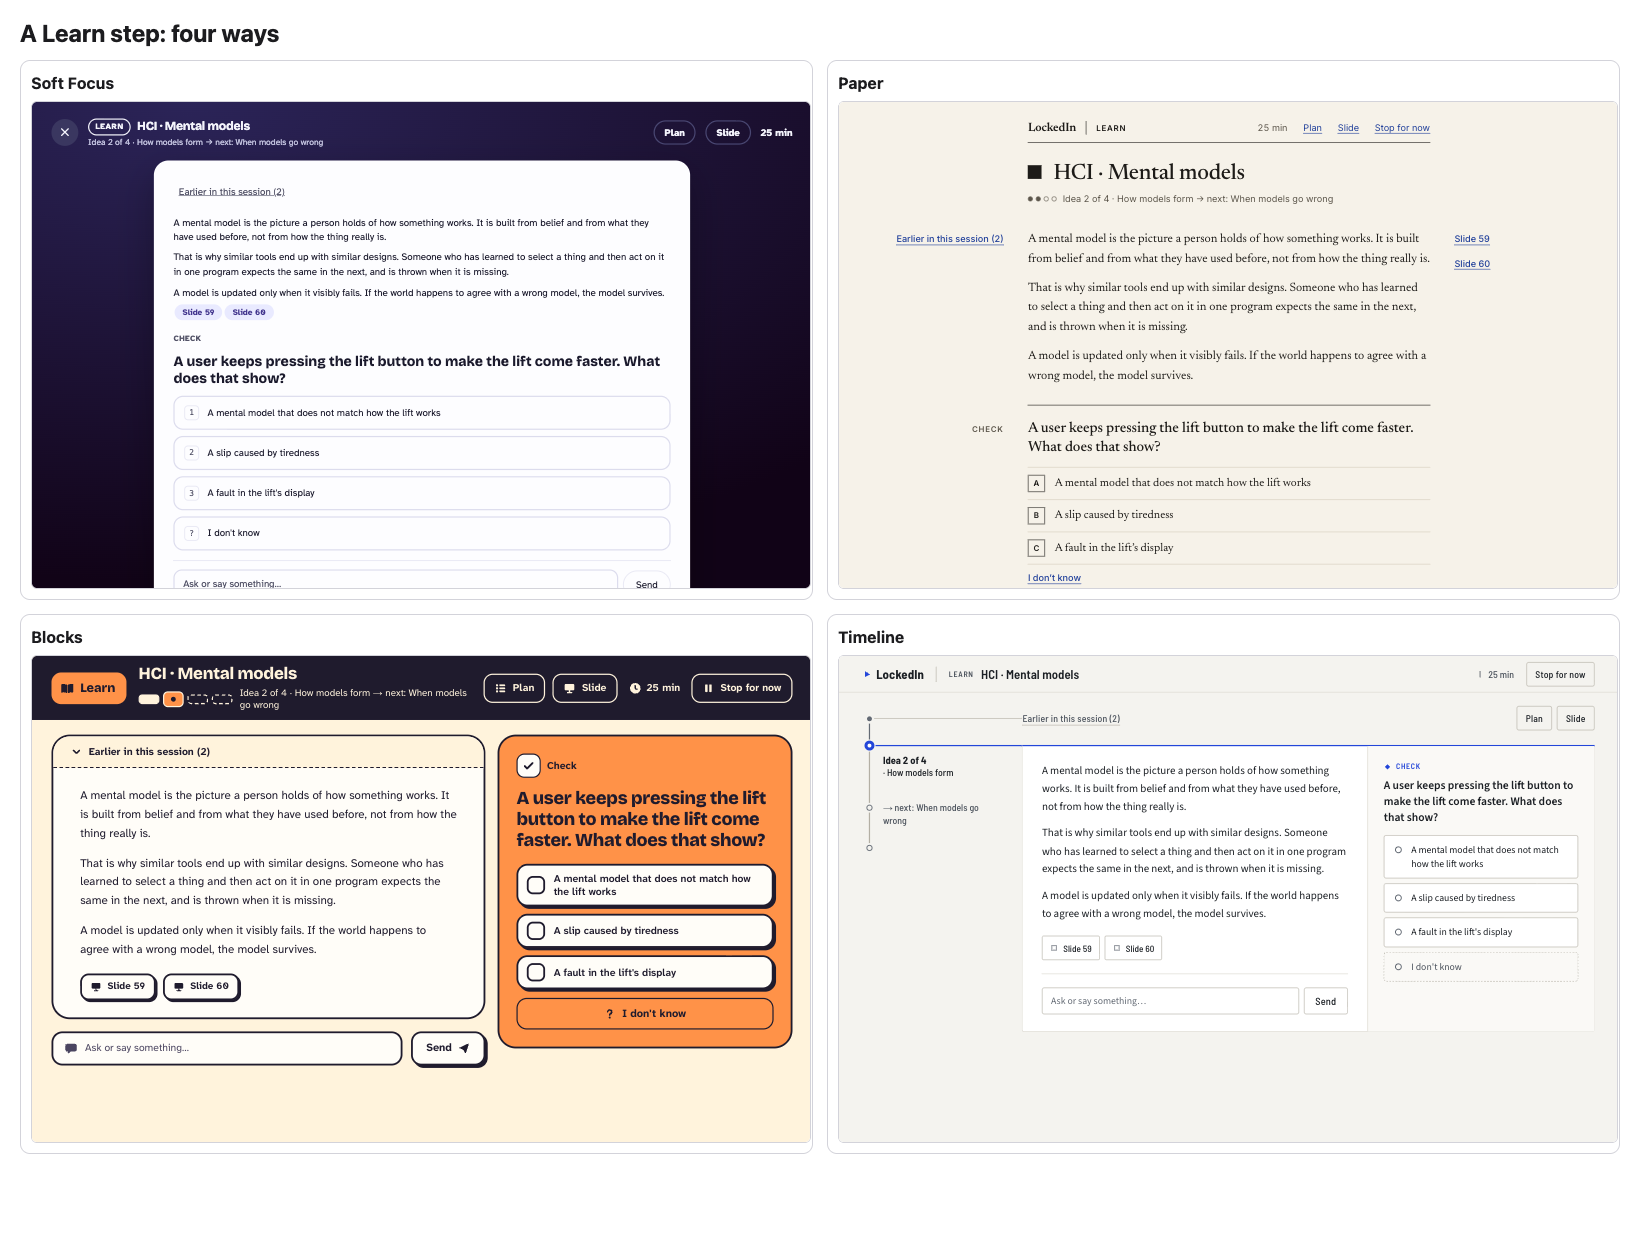 A Learn step: four ways
Soft Focus
LEARN HCI · Mental models
Idea 2 of 4 · How models form → next: When models go wrong
Plan
Slide
25 min
Earlier in this session (2)
A mental model is the picture a person holds of how something works. It is built from belief and from what they
have used before, not from how the thing really is.
That is why similar tools end up with similar designs. Someone who has learned to select a thing and then act on it
in one program expects the same in the next, and is thrown when it is missing.
A model is updated only when it visibly fails. If the world happens to agree with a wrong model, the model survives.
Slide 59 Slide 60
CHECK
A user keeps pressing the lift button to make the lift come faster. What
does that show?
1 A mental model that does not match how the lift works
2 A slip caused by tiredness
3 A fault in the lift's display
? I don't know
Ask or say something...
Send
Paper
LockedIn | LEARN
25 min Plan Slide Stop for now
HCI · Mental models
Idea 2 of 4 · How models form → next: When models go wrong
Earlier in this session (2)
A mental model is the picture a person holds of how something works. It is built
from belief and from what they have used before, not from how the thing really is.
Slide 59
Slide 60
That is why similar tools end up with similar designs. Someone who has learned
to select a thing and then act on it in one program expects the same in the next,
and is thrown when it is missing.
A model is updated only when it visibly fails. If the world happens to agree with a
wrong model, the model survives.
CHECK
A user keeps pressing the lift button to make the lift come faster.
What does that show?
A A mental model that does not match how the lift works
B A slip caused by tiredness
C A fault in the lift's display
I don't know
Blocks
Learn
HCI · Mental models
Idea 2 of 4 · How models form → next: When models
go wrong
Plan
Slide
25 min
Stop for now
Earlier in this session (2)
A mental model is the picture a person holds of how something works. It
is built from belief and from what they have used before, not from how the
thing really is.
That is why similar tools end up with similar designs. Someone who has
learned to select a thing and then act on it in one program expects the
same in the next, and is thrown when it is missing.
A model is updated only when it visibly fails. If the world happens to
agree with a wrong model, the model survives.
Slide 59 Slide 60
Ask or say something...
Send
Check
A user keeps pressing the lift
button to make the lift come
faster. What does that show?
A mental model that does not match how
the lift works
A slip caused by tiredness
A fault in the lift's display
? I don't know
Timeline
LockedIn | LEARN HCI · Mental models
25 min
Stop for now
Earlier in this session (2)
Plan
Slide
Idea 2 of 4
· How models form
→ next: When models go
wrong
A mental model is the picture a person holds of how something
works. It is built from belief and from what they have used before,
not from how the thing really is.
That is why similar tools end up with similar designs. Someone
who has learned to select a thing and then act on it in one program
expects the same in the next, and is thrown when it is missing.
A model is updated only when it visibly fails. If the world happens
to agree with a wrong model, the model survives.
Slide 59 Slide 60
Ask or say something...
Send
CHECK
A user keeps pressing the lift button to
make the lift come faster. What does
that show?
A mental model that does not match
how the lift works
A slip caused by tiredness
A fault in the lift's display
I don't know